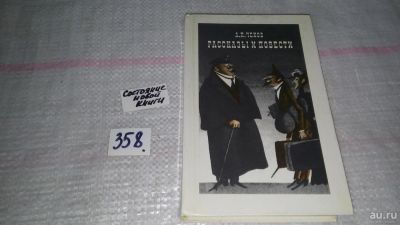 А.П.ЧЕХОВ
РАССКАЗЫ И ПОВЕСТИ
Состояние
новой
книги
358.
au.ru